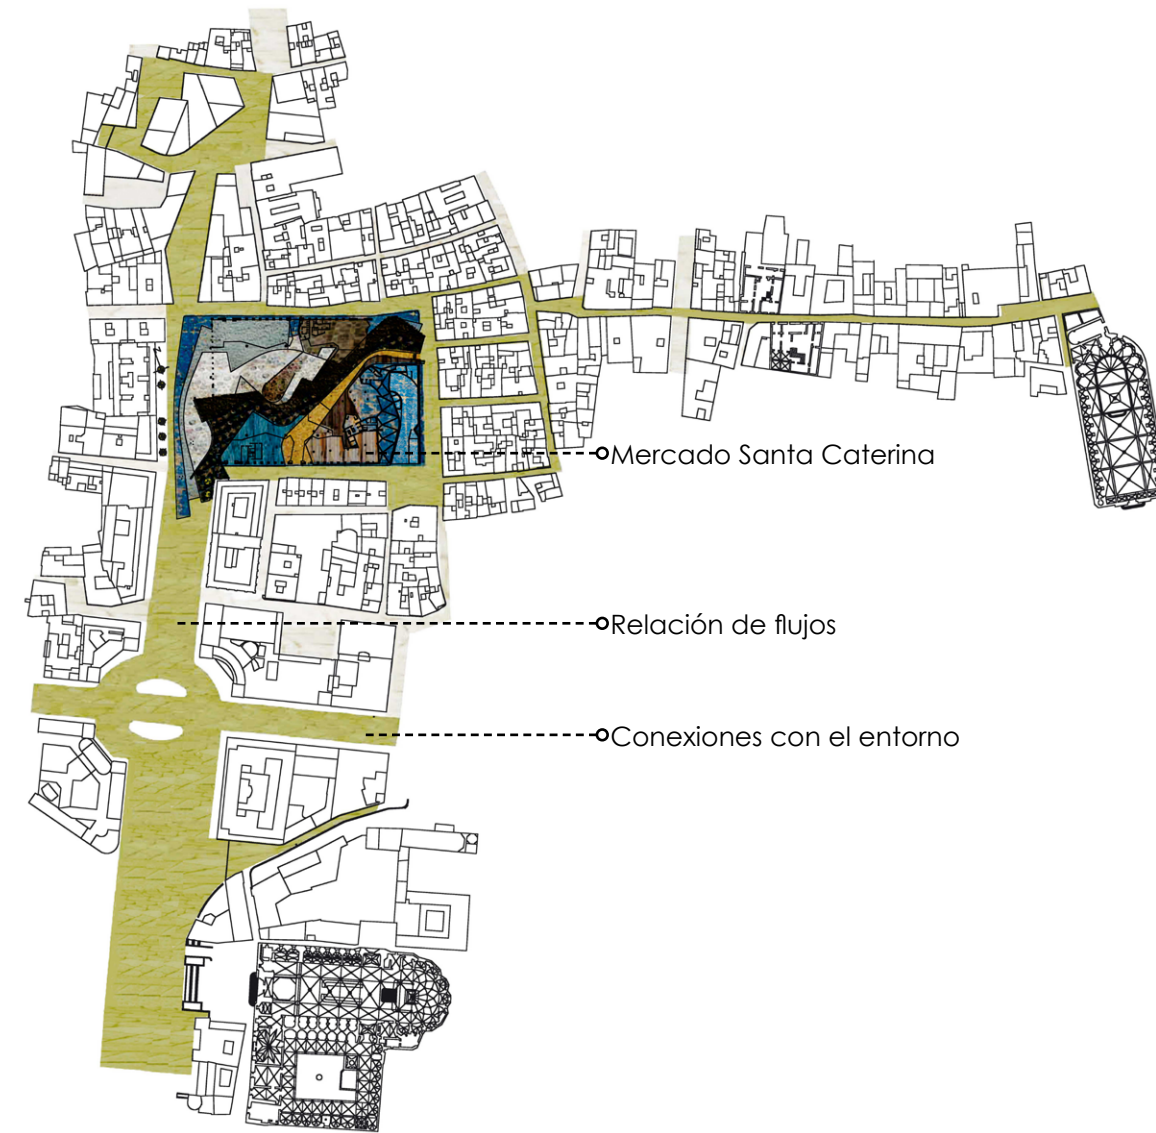 Mercado Santa Caterina
Relación de flujos
Conexiones con el entorno